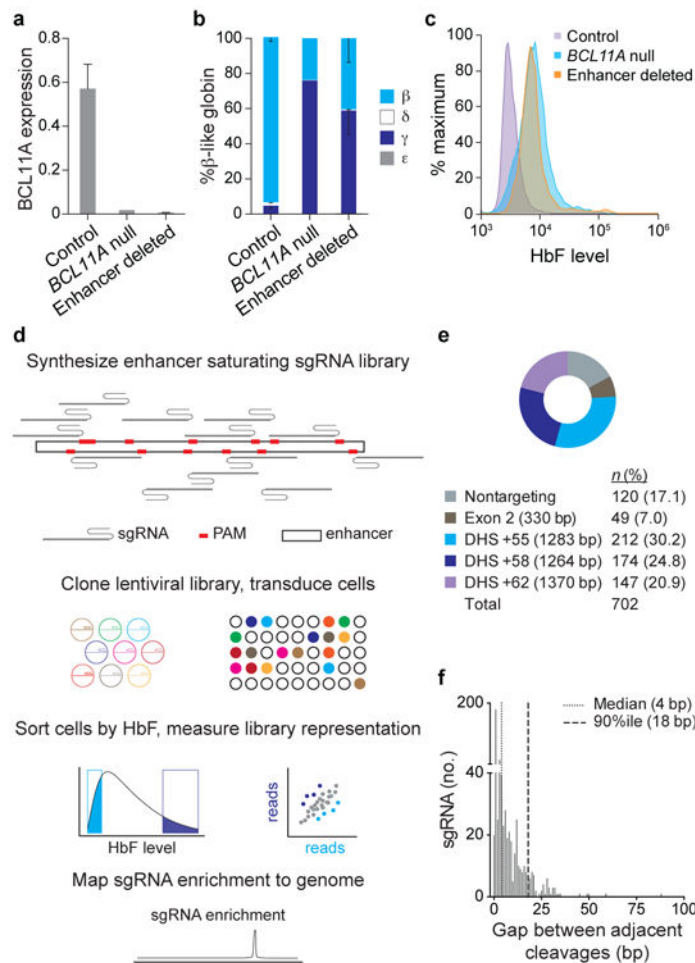 a
BCL11A expression
0.8
0.6
0.4
0.2
0
Control
BCL11A null
Enhancer deleted
b
%β-like globin
100
80
60
40
20
0
Control
BCL11A null
Enhancer deleted
β
δ
γ
ε
c
Control
BCL11A null
Enhancer deleted
% maximum
100
80
60
40
20
0
10³ 10⁴ 10⁵ 10⁶
HbF level
d
Synthesize enhancer saturating sgRNA library
sgRNA PAM enhancer
Clone lentiviral library, transduce cells
Sort cells by HbF, measure library representation
HbF level
reads
reads
Map sgRNA enrichment to genome
sgRNA enrichment
e
n (%)
Nontargeting 120 (17.1)
Exon 2 (330 bp) 49 (7.0)
DHS +55 (1283 bp) 212 (30.2)
DHS +58 (1264 bp) 174 (24.8)
DHS +62 (1370 bp) 147 (20.9)
Total 702
f
Median (4 bp)
90%ile (18 bp)
sgRNA (no.)
200
40
20
0
0 25 50 75 100
Gap between adjacent
cleavages (bp)